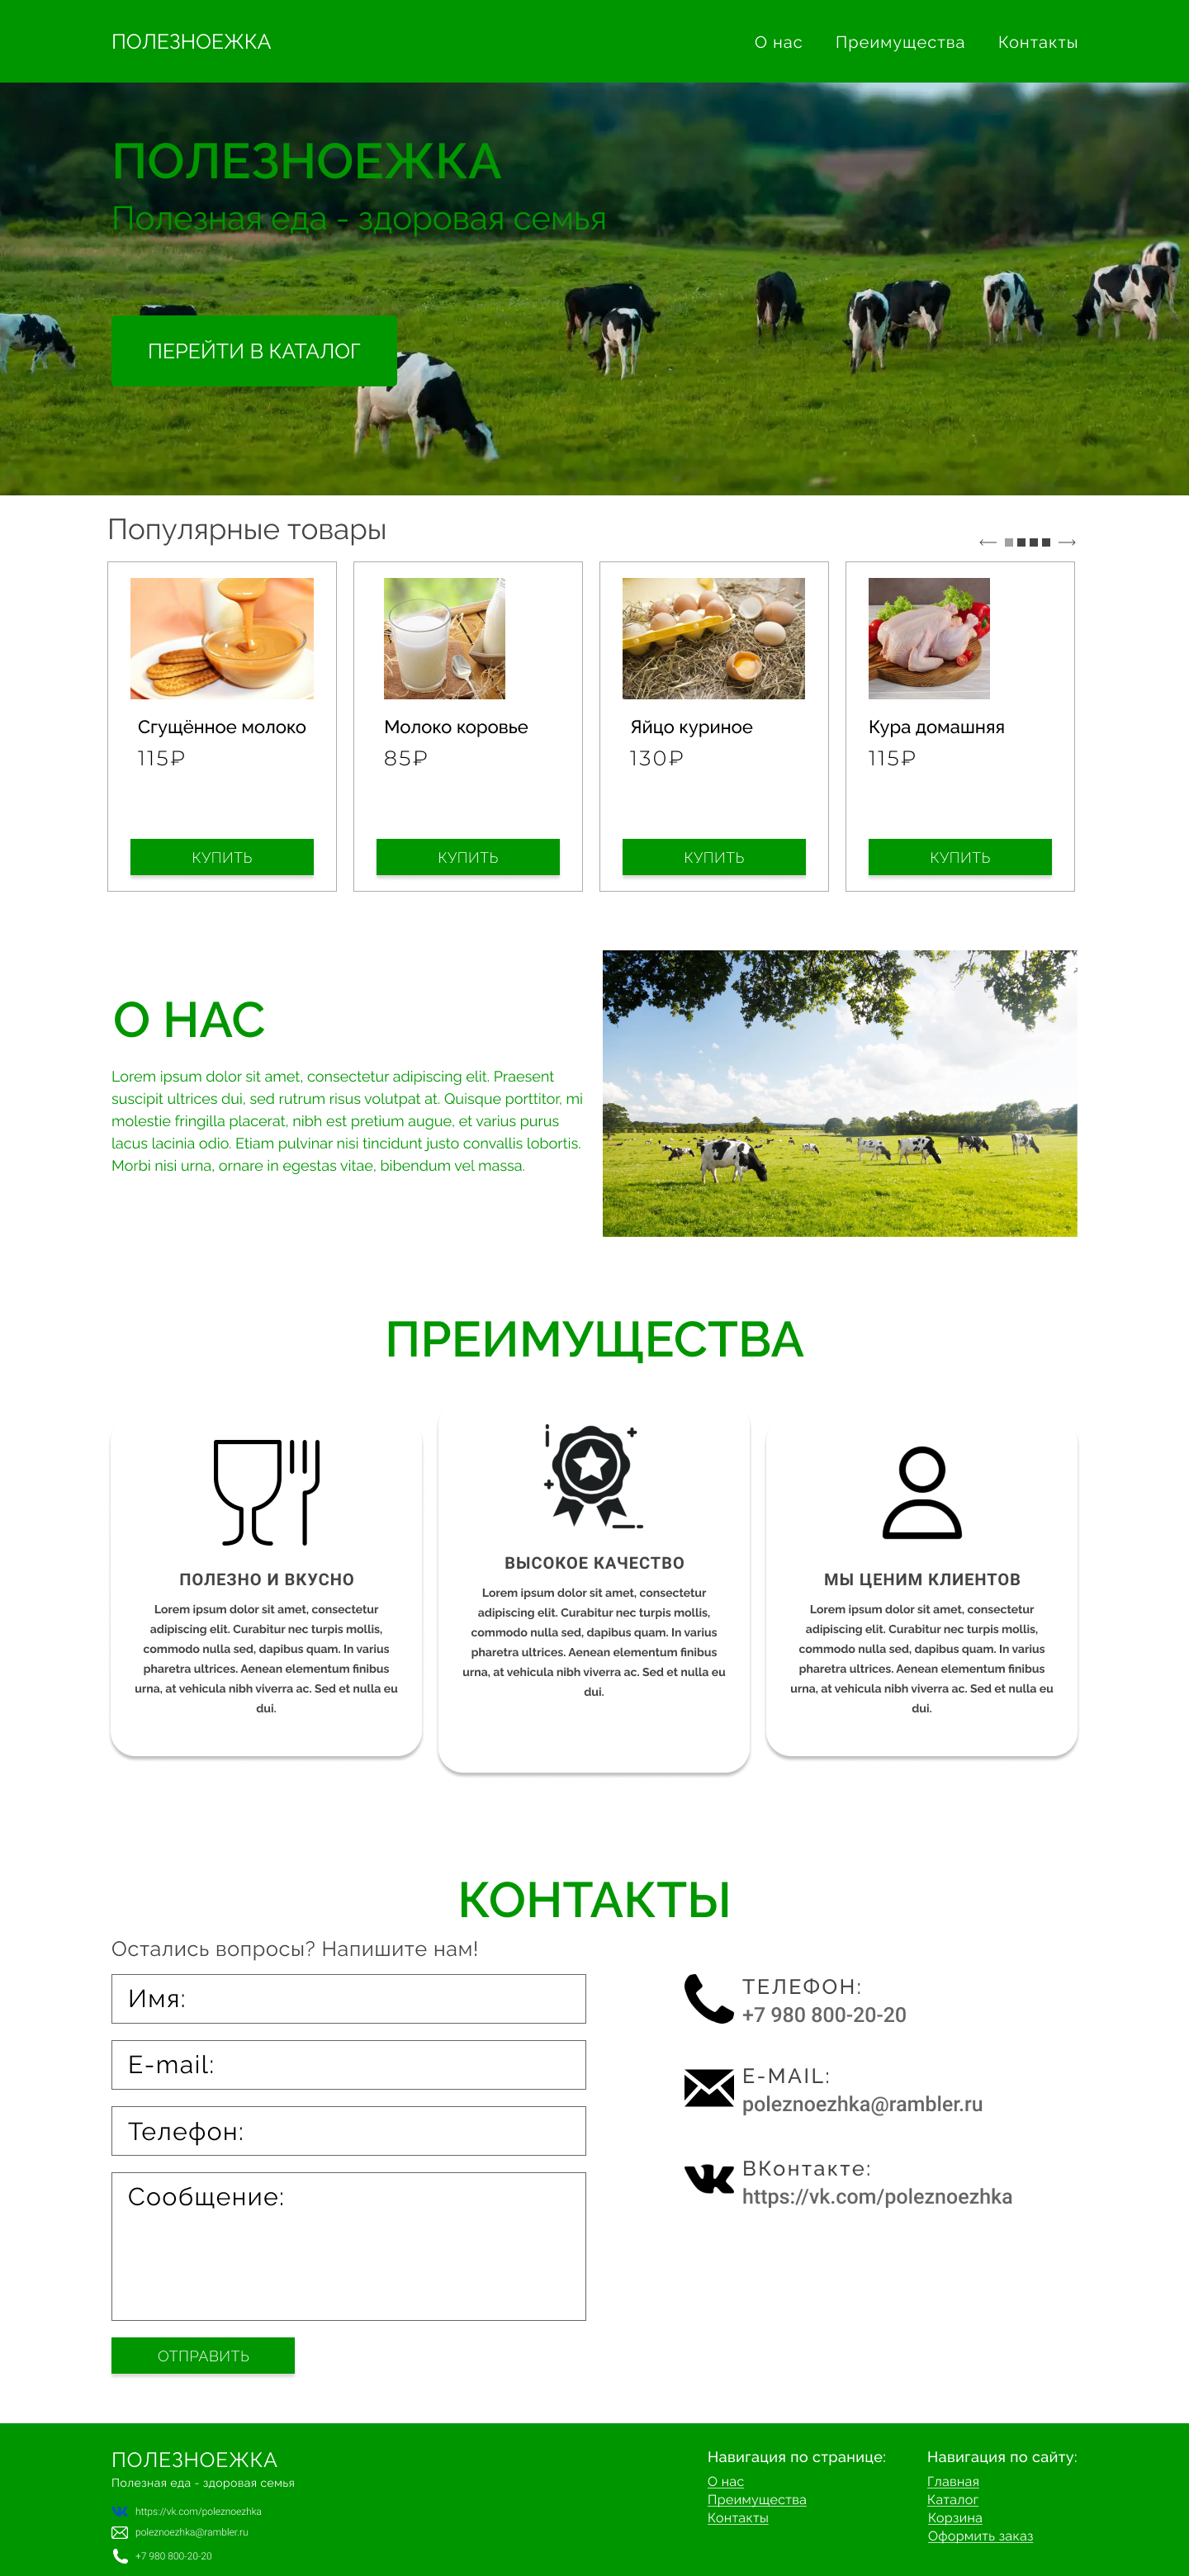 ПОЛЕЗНОЕЖКА
О нас Преимущества Контакты
ПОЛЕЗНОЕЖКА
Полезная еда - здоровая семья
ПЕРЕЙТИ В КАТАЛОГ
Популярные товары
Сгущённое молоко
115₽
КУПИТЬ
Молоко коровье
85₽
КУПИТЬ
Яйцо куриное
130₽
КУПИТЬ
Кура домашняя
115₽
КУПИТЬ
О НАС
Lorem ipsum dolor sit amet, consectetur adipiscing elit. Praesent
suscipit ultrices dui, sed rutrum risus volutpat at. Quisque porttitor, mi
molestie fringilla placerat, nibh est pretium augue, et varius purus
lacus lacinia odio. Etiam pulvinar nisi tincidunt justo convallis lobortis.
Morbi nisi urna, ornare in egestas vitae, bibendum vel massa.
ПРЕИМУЩЕСТВА
ПОЛЕЗНО И ВКУСНО
Lorem ipsum dolor sit amet, consectetur
adipiscing elit. Curabitur nec turpis mollis,
commodo nulla sed, dapibus quam. In varius
pharetra ultrices. Aenean elementum finibus
urna, at vehicula nibh viverra ac. Sed et nulla eu
dui.
ВЫСОКОЕ КАЧЕСТВО
Lorem ipsum dolor sit amet, consectetur
adipiscing elit. Curabitur nec turpis mollis,
commodo nulla sed, dapibus quam. In varius
pharetra ultrices. Aenean elementum finibus
urna, at vehicula nibh viverra ac. Sed et nulla eu
dui.
МЫ ЦЕНИМ КЛИЕНТОВ
Lorem ipsum dolor sit amet, consectetur
adipiscing elit. Curabitur nec turpis mollis,
commodo nulla sed, dapibus quam. In varius
pharetra ultrices. Aenean elementum finibus
urna, at vehicula nibh viverra ac. Sed et nulla eu
dui.
КОНТАКТЫ
Остались вопросы? Напишите нам!
Имя:
E-mail:
Телефон:
Сообщение:
ОТПРАВИТЬ
ТЕЛЕФОН:
+7 980 800-20-20
E-MAIL:
poleznoezhka@rambler.ru
ВКонтакте:
https://vk.com/poleznoezhka
ПОЛЕЗНОЕЖКА
Полезная еда - здоровая семья
https://vk.com/poleznoezhka
poleznoezhka@rambler.ru
+7 980 800-20-20
Навигация по странице:
О нас
Преимущества
Контакты
Навигация по сайту:
Главная
Каталог
Корзина
Оформить заказ